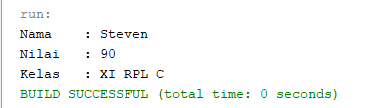 run:
Nama    : Steven
Nilai   : 90
Kelas   : XI RPL C
BUILD SUCCESSFUL (total time: 0 seconds)